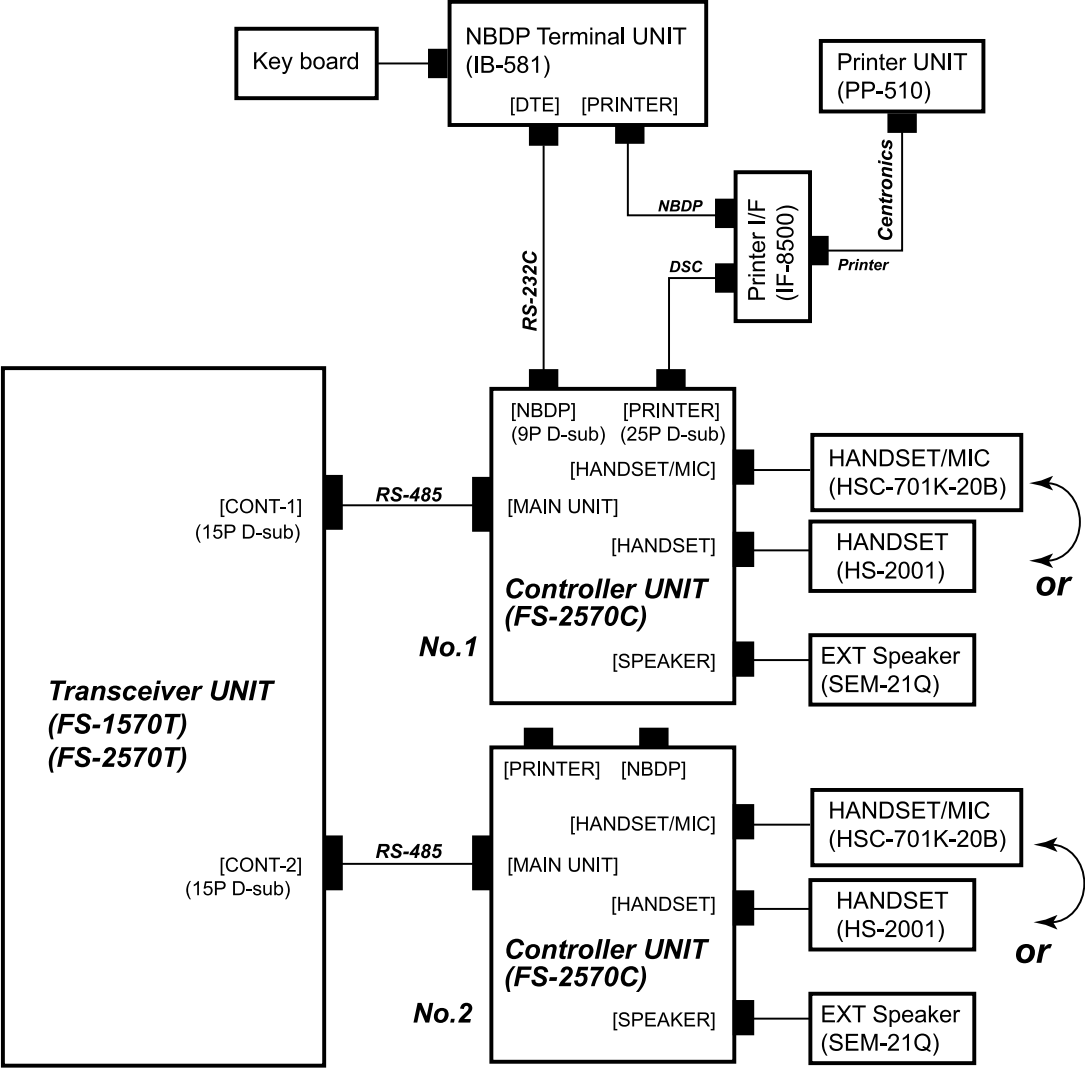 Key board
NBDP Terminal UNIT
(IB-581)
[DTE] [PRINTER]
Printer UNIT
(PP-510)
Centronics
NBDP
DSC
Printer I/F
(IF-8500)
Printer
RS-232C
[NBDP]
(9P D-sub)
[PRINTER]
(25P D-sub)
[HANDSET/MIC]
[MAIN UNIT]
[HANDSET]
Controller UNIT
(FS-2570C)
No.1
[SPEAKER]
HANDSET/MIC
(HSC-701K-20B)
HANDSET
(HS-2001)
or
EXT Speaker
(SEM-21Q)
[CONT-1]
(15P D-sub)
RS-485
Transceiver UNIT
(FS-1570T)
(FS-2570T)
[CONT-2]
(15P D-sub)
RS-485
[PRINTER] [NBDP]
[HANDSET/MIC]
[MAIN UNIT]
[HANDSET]
Controller UNIT
(FS-2570C)
No.2
[SPEAKER]
HANDSET/MIC
(HSC-701K-20B)
HANDSET
(HS-2001)
or
EXT Speaker
(SEM-21Q)